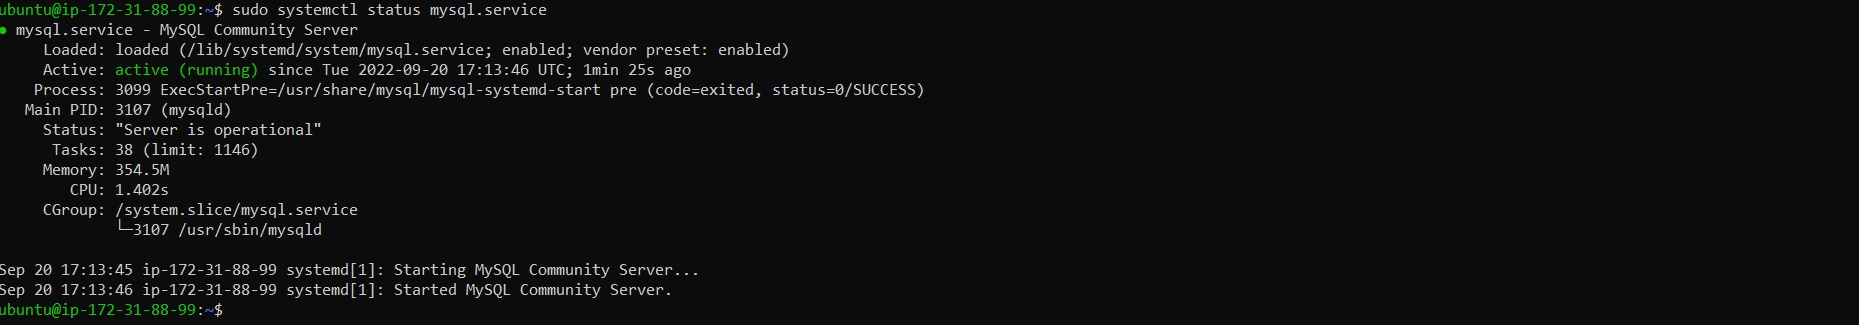 ubuntu@ip-172-31-88-99:~$ sudo systemctl status mysql.service
● mysql.service - MySQL Community Server
     Loaded: loaded (/lib/systemd/system/mysql.service; enabled; vendor preset: enabled)
     Active: active (running) since Tue 2022-09-20 17:13:46 UTC; 1min 25s ago
    Process: 3099 ExecStartPre=/usr/share/mysql/mysql-systemd-start pre (code=exited, status=0/SUCCESS)
   Main PID: 3107 (mysqld)
     Status: "Server is operational"
      Tasks: 38 (limit: 1146)
     Memory: 354.5M
        CPU: 1.402s
     CGroup: /system.slice/mysql.service
             └─3107 /usr/sbin/mysqld

Sep 20 17:13:45 ip-172-31-88-99 systemd[1]: Starting MySQL Community Server...
Sep 20 17:13:46 ip-172-31-88-99 systemd[1]: Started MySQL Community Server.
ubuntu@ip-172-31-88-99:~$